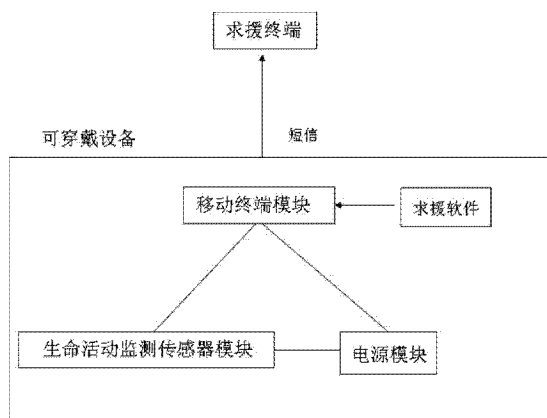 求援终端
可穿戴设备
短信
移动终端模块
求援软件
生命活动监测传感器模块
电源模块